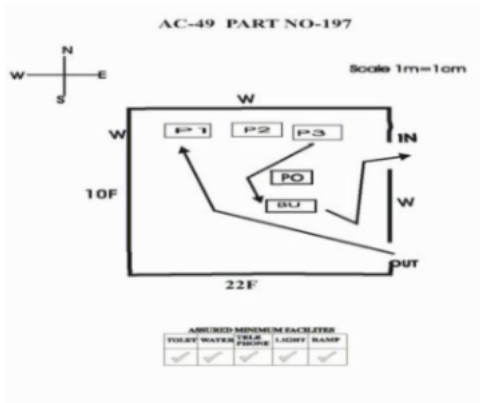 AC-49 PART NO-197
N
W E
S
Scale 1m=1cm
W
W
P1 P2 P3
IN
PO
10F
BU
W
OUT
22F
ASSURED MINIMUM FACILITES
TOILET WATER TELE PHONE LIGHT RAMP